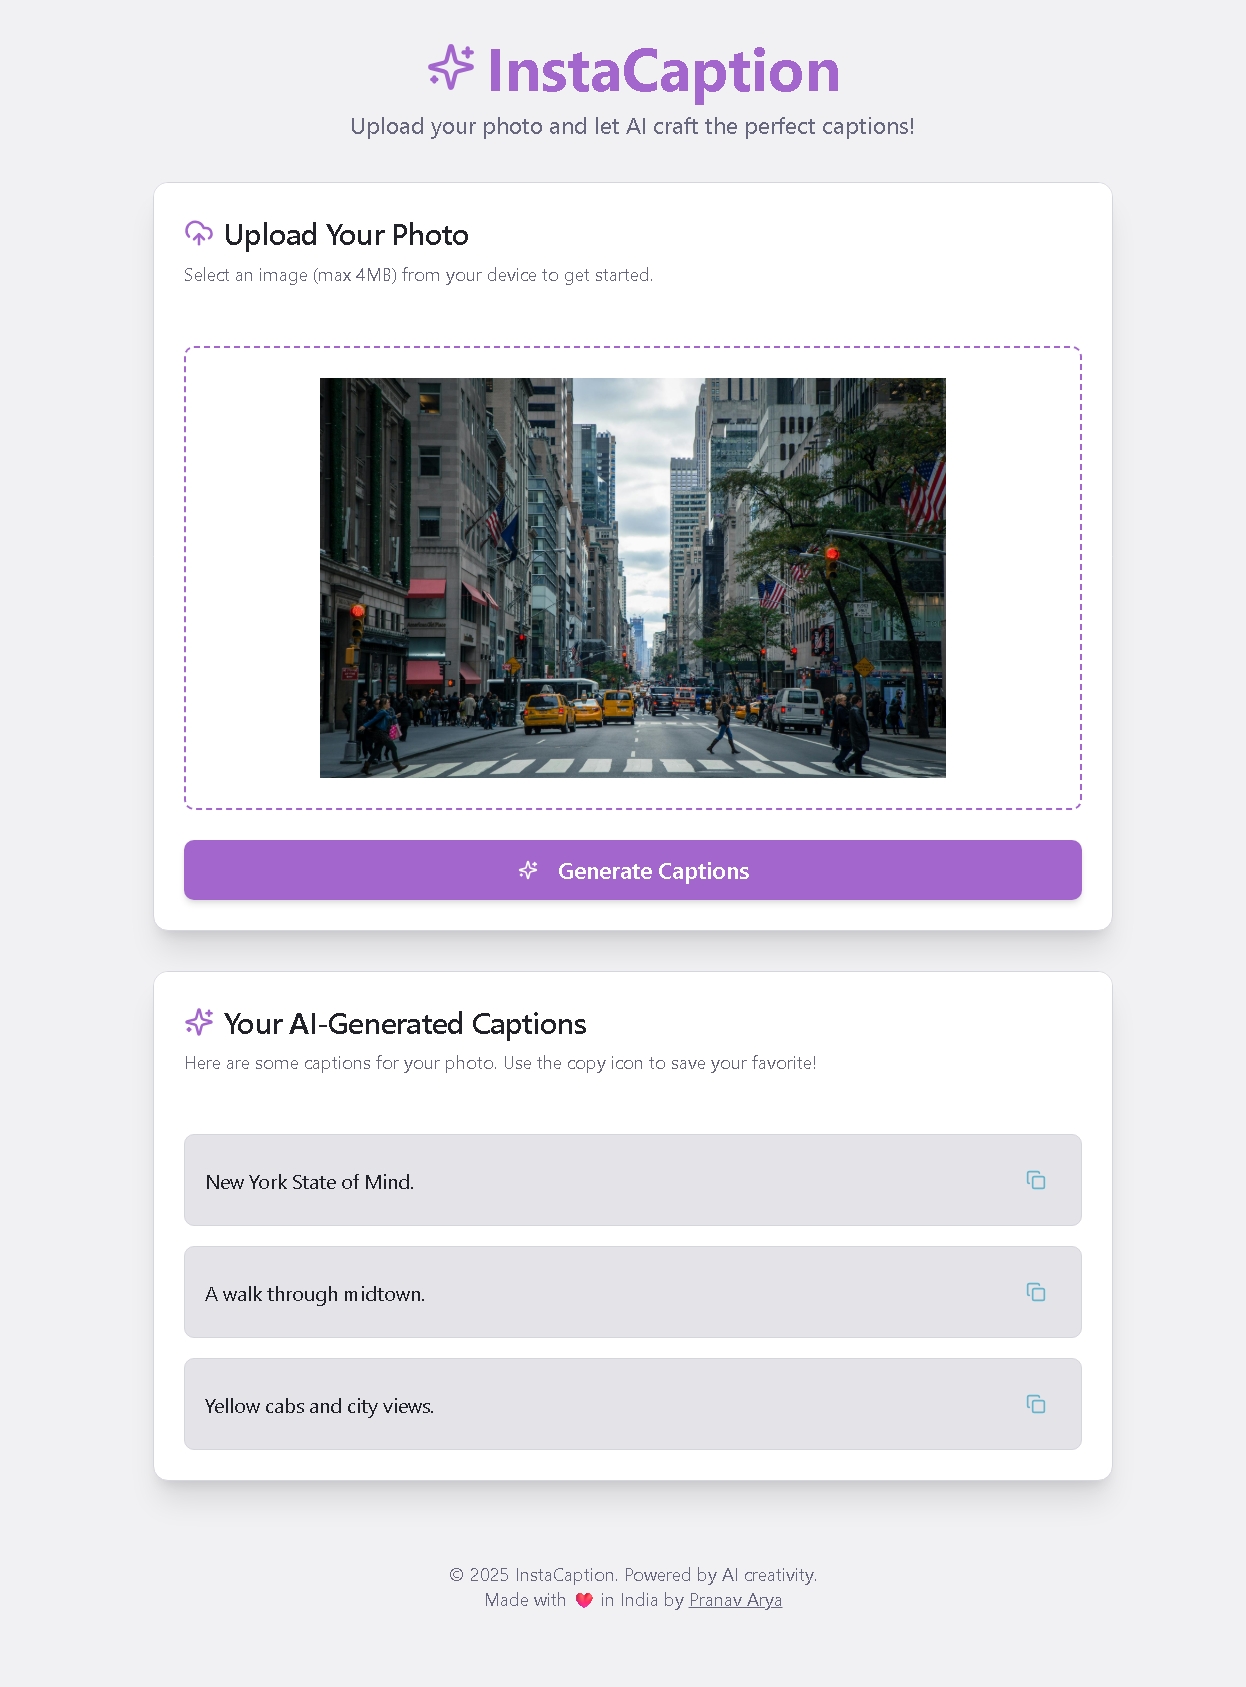 InstaCaption
Upload your photo and let AI craft the perfect captions!
Upload Your Photo
Select an image (max 4MB) from your device to get started.
Generate Captions
Your AI-Generated Captions
Here are some captions for your photo. Use the copy icon to save your favorite!
New York State of Mind.
A walk through midtown.
Yellow cabs and city views.
© 2025 InstaCaption. Powered by AI creativity.
Made with ❤️ in India by Pranav Arya